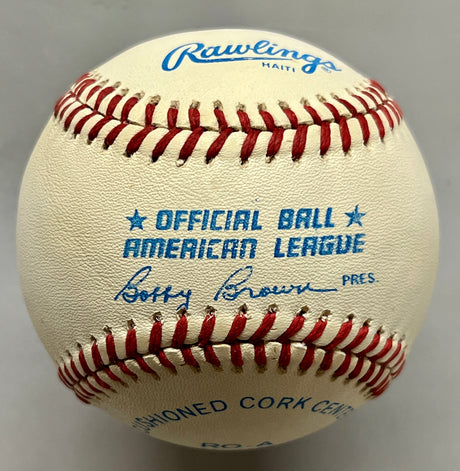 Rawlings®
HAITI
★ OFFICIAL BALL ★
AMERICAN LEAGUE
Bobby Brown PRES.
CUSHIONED CORK CENTER
RO-A